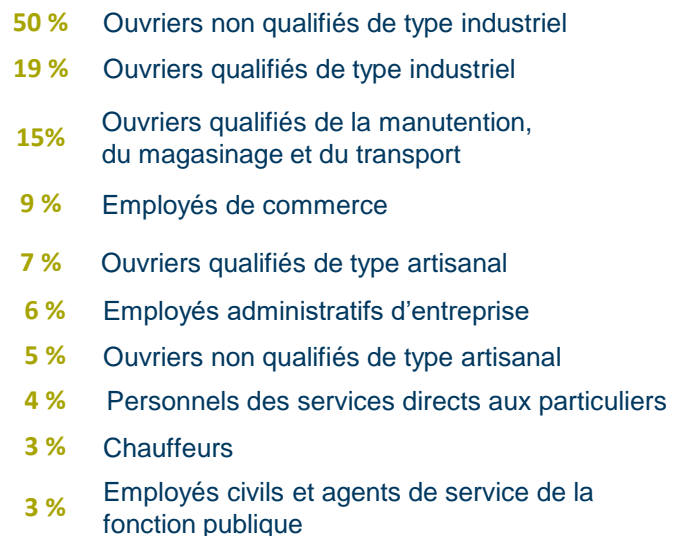 50 % Ouvriers non qualifiés de type industriel
19 % Ouvriers qualifiés de type industriel
15% Ouvriers qualifiés de la manutention,
du magasinage et du transport
9 % Employés de commerce
7 % Ouvriers qualifiés de type artisanal
6 % Employés administratifs d’entreprise
5 % Ouvriers non qualifiés de type artisanal
4 % Personnels des services directs aux particuliers
3 % Chauffeurs
3 % Employés civils et agents de service de la
fonction publique